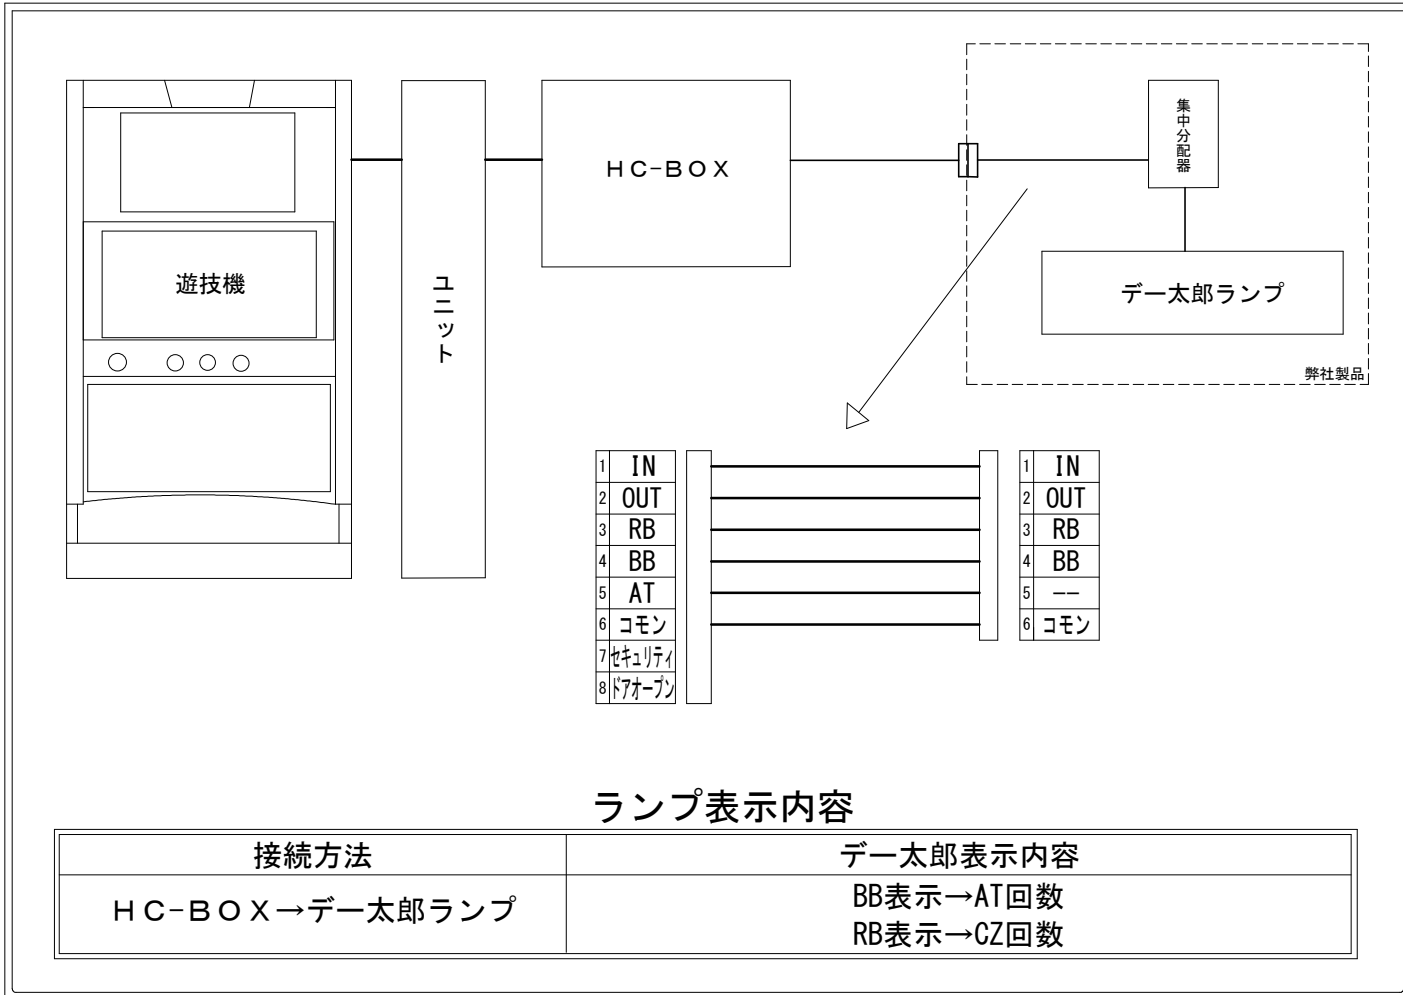 遊技機
ユニット
HC-BOX
集中分配器
デー太郎ランプ
弊社製品
1 IN
2 OUT
3 RB
4 BB
5 AT
6 コモン
7 セキュリティ
8 ドアオープン
1 IN
2 OUT
3 RB
4 BB
5 --
6 コモン
ランプ表示内容
接続方法 デー太郎表示内容
HC-BOX→デー太郎ランプ
BB表示→AT回数
RB表示→CZ回数